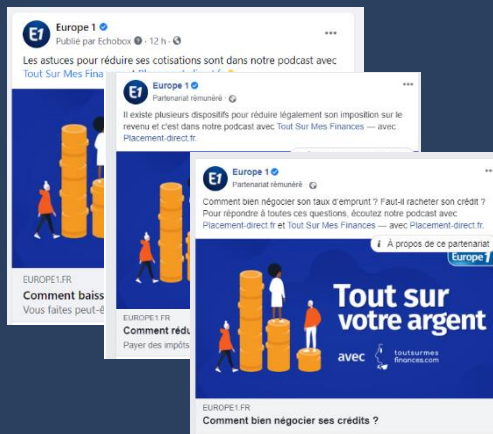 E1 Europe 1
Publié par Echobox · 12 h ·
Les astuces pour réduire ses cotisations sont dans notre podcast avec
Tout Sur Mes
EUROPE1.FR
Comment
Vous faites
E1 Europe 1
Partenariat rémunéré ·
Il existe plusieurs dispositifs pour réduire légalement son imposition sur le
revenu et c'est dans notre podcast avec Tout Sur Mes Finances — avec
Placement-direct.fr.
EUROPE1.FR
Comment
Payer des impôts
E1 Europe 1
Partenariat rémunéré ·
Comment bien négocier son taux d'emprunt ? Faut-il racheter son crédit ?
Pour répondre à toutes ces questions, écoutez notre podcast avec
Placement-direct.fr et Tout Sur Mes Finances — avec Placement-direct.fr.
i À propos de ce partenariat
Europe 1
Tout sur
votre argent
avec toutsurmes
finances.com
EUROPE1.FR
Comment bien négocier ses crédits ?